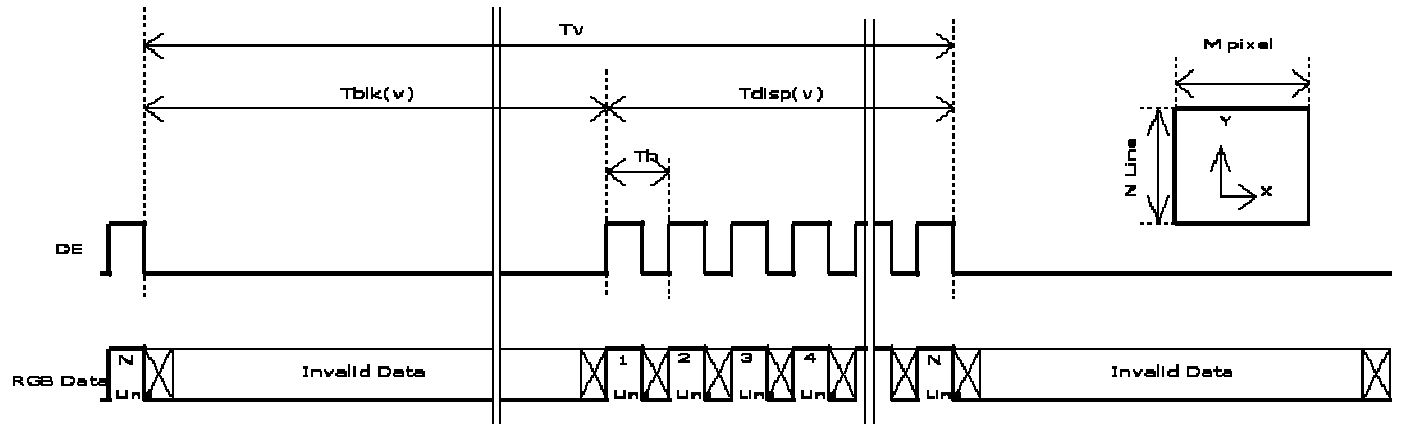 Tv
M pixel
Tblk(v)
Tdisp(v)
Th
N Line
Y
X
DE
RGB Data
N
Lin
Invalid Data
1
Lin
2
Lin
3
Lin
4
Lin
N
Lin
Invalid Data